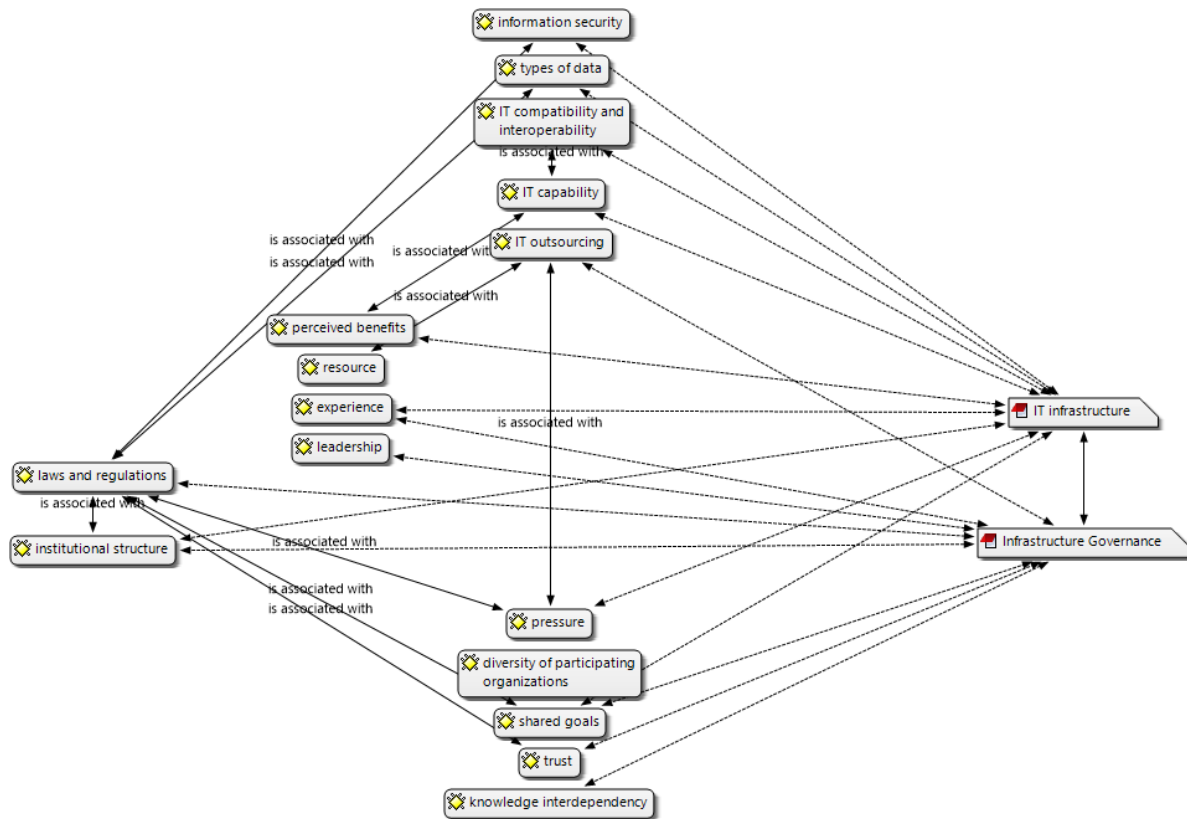 information security
types of data
IT compatibility and
interoperability
is associated with
IT capability
IT outsourcing
is associated with
is associated with
is associated with
is associated with
perceived benefits
resource
experience
IT infrastructure
is associated with
leadership
laws and regulations
is associated with
institutional structure
is associated with
Infrastructure Governance
is associated with
is associated with
pressure
diversity of participating
organizations
shared goals
trust
knowledge interdependency